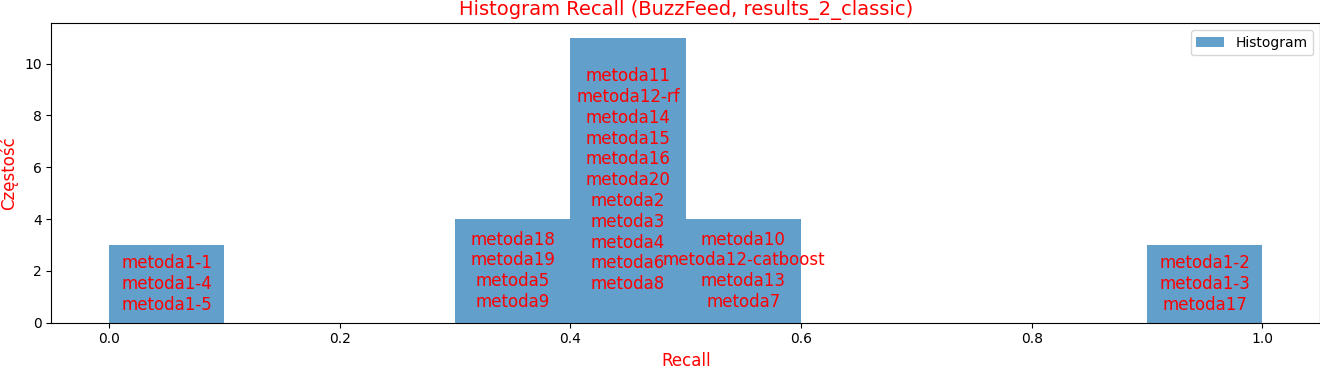 Histogram Recall (BuzzFeed, results_2_classic)
Histogram
Częstość
10
8
6
4
2
0
metoda1-1
metoda1-4
metoda1-5
metoda18
metoda19
metoda5
metoda9
metoda11
metoda12-rf
metoda14
metoda15
metoda16
metoda20
metoda2
metoda3
metoda4
metoda6
metoda8
metoda10
metoda12-catboost
metoda13
metoda7
metoda1-2
metoda1-3
metoda17
0.0 0.2 0.4 0.6 0.8 1.0
Recall